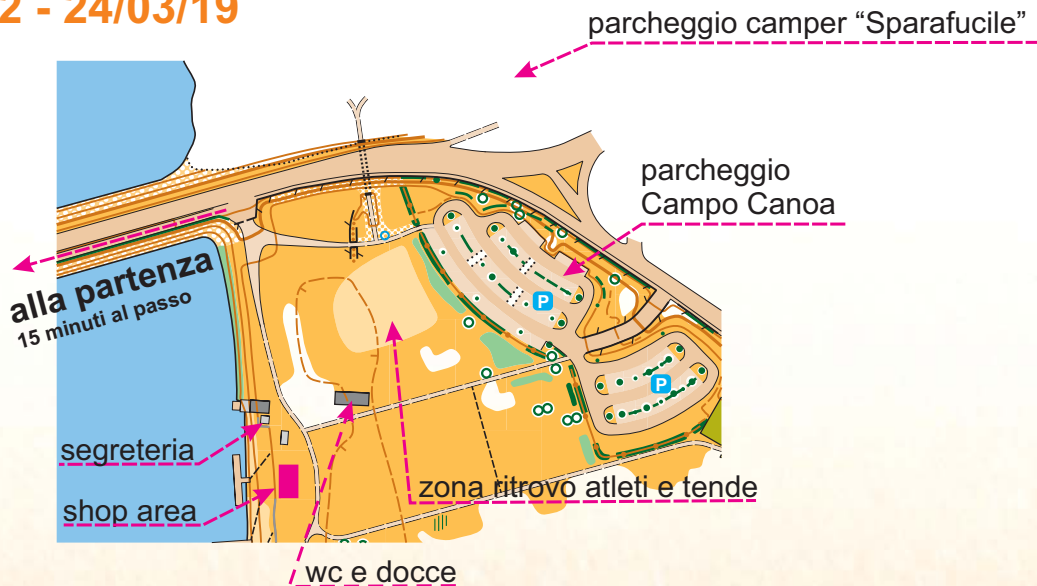 2 - 24/03/19
parcheggio camper “Sparafucile”
parcheggio
Campo Canoa
alla partenza
15 minuti al passo
P
P
segreteria
zona ritrovo atleti e tende
shop area
wc e docce